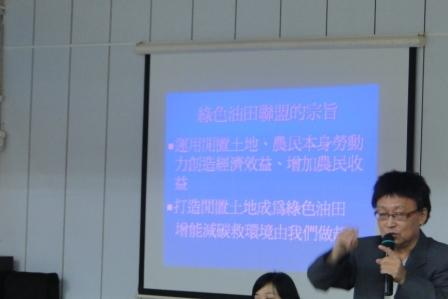 綠色油田聯盟的宗旨
▪運用閒置土地、農民本身勞動
力創造經濟效益、增加農民收
益
▪打造閒置土地成為綠色油田
增能減碳救環境由我們做起